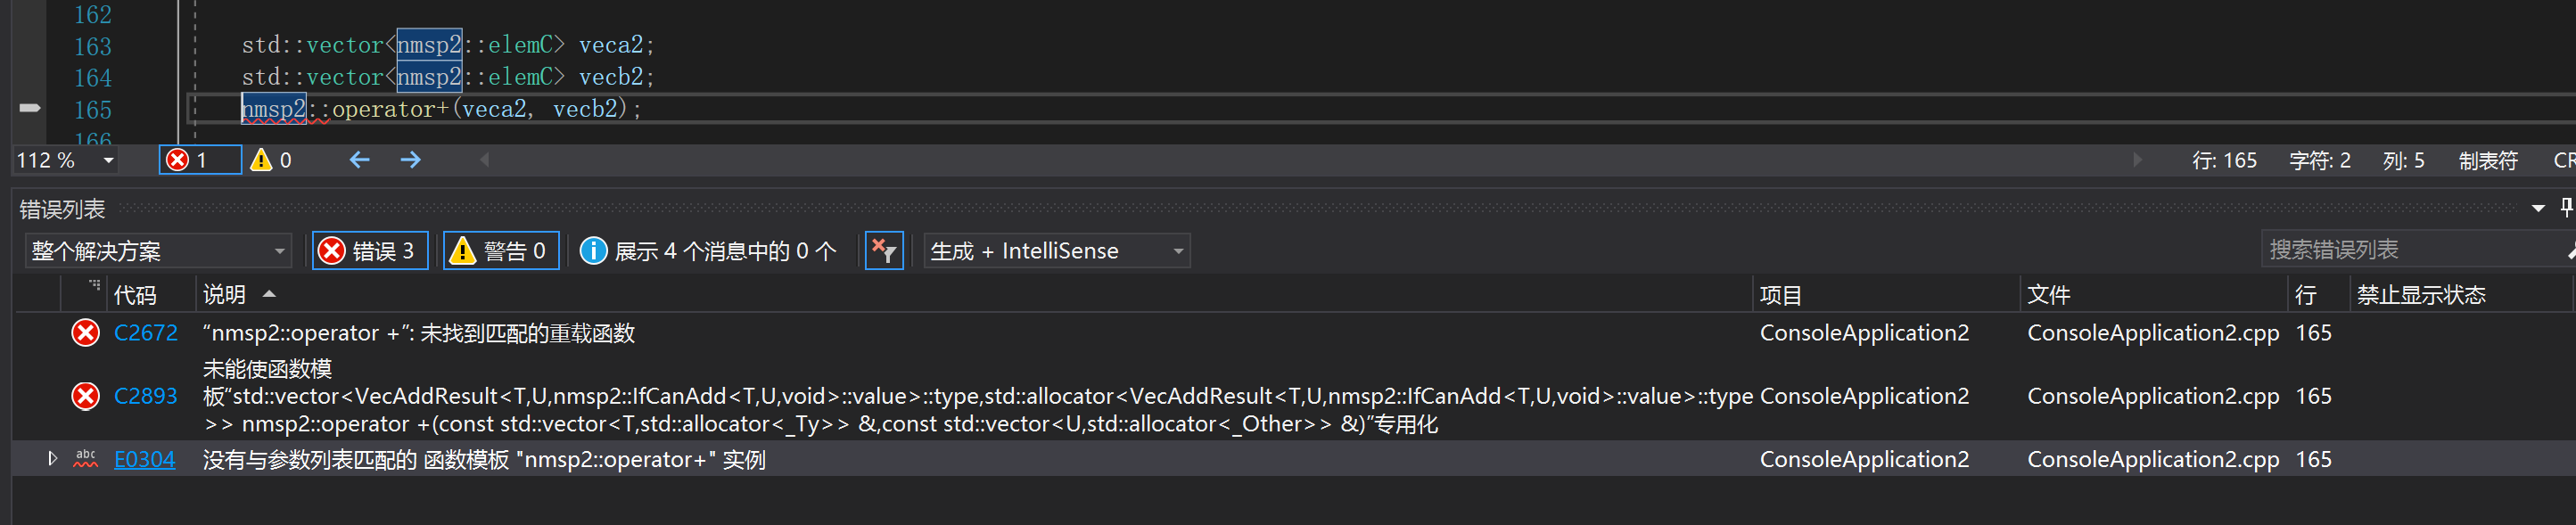 162
163 std::vector<nmsp2::elemC> veca2;
164 std::vector<nmsp2::elemC> vecb2;
165 nmsp2::operator+(veca2, vecb2);
166
112 % 1 0 行: 165 字符: 2 列: 5 制表符 CR
错误列表
整个解决方案 错误 3 警告 0 展示 4 个消息中的 0 个 生成 + IntelliSense 搜索错误列表
代码 说明 项目 文件 行 禁止显示状态
C2672 “nmsp2::operator +”: 未找到匹配的重载函数 ConsoleApplication2 ConsoleApplication2.cpp 165
未能使函数模
C2893 板“std::vector<VecAddResult<T,U,nmsp2::IfCanAdd<T,U,void>::value>::type,std::allocator<VecAddResult<T,U,nmsp2::IfCanAdd<T,U,void>::value>::type ConsoleApplication2 ConsoleApplication2.cpp 165
>> nmsp2::operator +(const std::vector<T,std::allocator<_Ty>> &,const std::vector<U,std::allocator<_Other>> &)”专用化
abc E0304 没有与参数列表匹配的 函数模板 "nmsp2::operator+" 实例 ConsoleApplication2 ConsoleApplication2.cpp 165